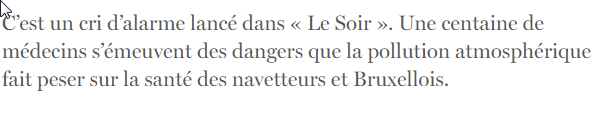 C’est un cri d’alarme lancé dans « Le Soir ». Une centaine de
médecins s’émeuvent des dangers que la pollution atmosphérique
fait peser sur la santé des navetteurs et Bruxellois.